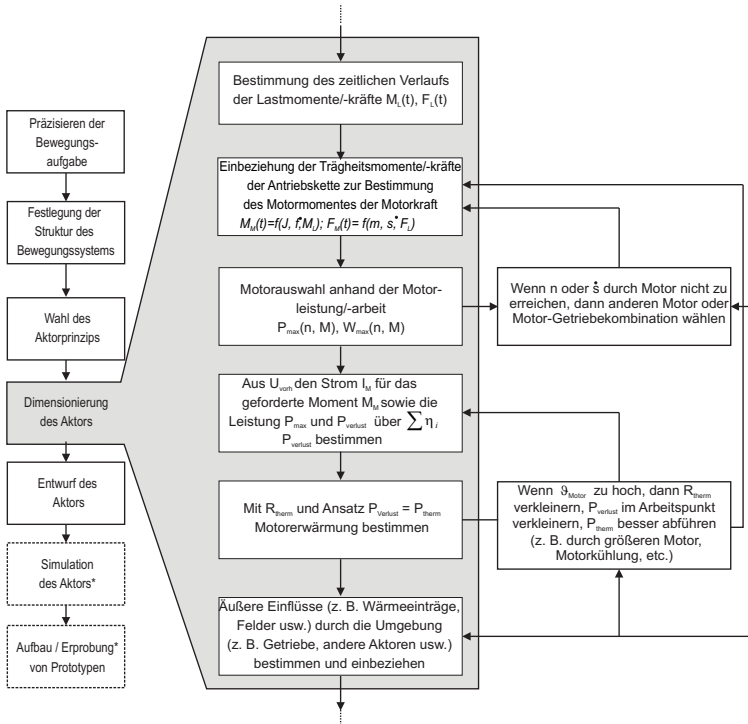 Präzisieren der
Bewegungs-
aufgabe
Festlegung der
Struktur des
Bewegungssystems
Wahl des
Aktorprinzips
Dimensionierung
des Aktors
Entwurf des
Aktors
Simulation
des Aktors*
Aufbau / Erprobung*
von Prototypen
Bestimmung des zeitlichen Verlaufs
der Lastmomente/-kräfte M_L(t), F_L(t)
Einbeziehung der Trägheitsmomente/-kräfte
der Antriebskette zur Bestimmung
des Motormomentes der Motorkraft
M_M(t)=f(J, ḟ,M_L); F_M(t)= f(m, ṡ, F_L)
Motorauswahl anhand der Motor-
leistung/-arbeit
P_max(n, M), W_max(n, M)
Aus U_vorh den Strom I_M für das
geforderte Moment M_M sowie die
Leistung P_max und P_verlust über ∑ η_i
P_verlust bestimmen
Mit R_therm und Ansatz P_Verlust = P_therm
Motorerwärmung bestimmen
Äußere Einflüsse (z. B. Wärmeeinträge,
Felder usw.) durch die Umgebung
(z. B. Getriebe, andere Aktoren usw.)
bestimmen und einbeziehen
Wenn n oder ṡ durch Motor nicht zu
erreichen, dann anderen Motor oder
Motor-Getriebekombination wählen
Wenn ϑ_Motor zu hoch, dann R_therm
verkleinern, P_verlust im Arbeitspunkt
verkleinern, P_therm besser abführen
(z. B. durch größeren Motor,
Motorkühlung, etc.)